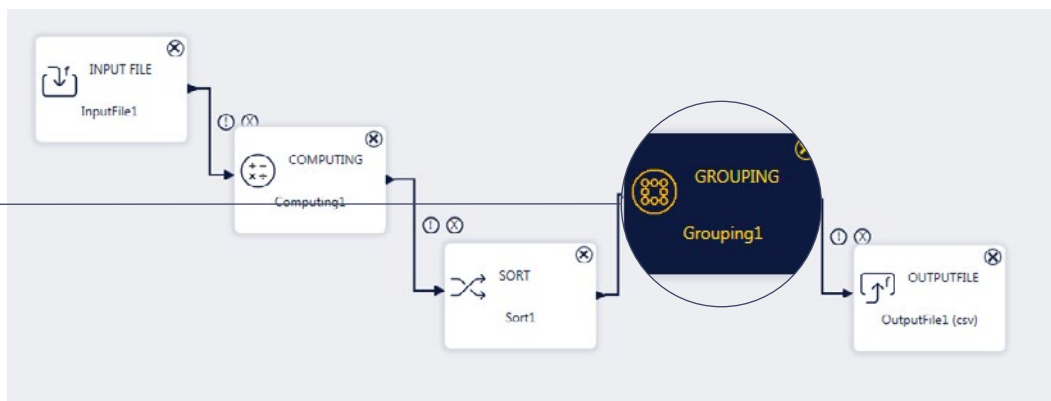 INPUT FILE
InputFile1
COMPUTING
Computing1
SORT
Sort1
GROUPING
Grouping1
OUTPUTFILE
OutputFile1 (csv)